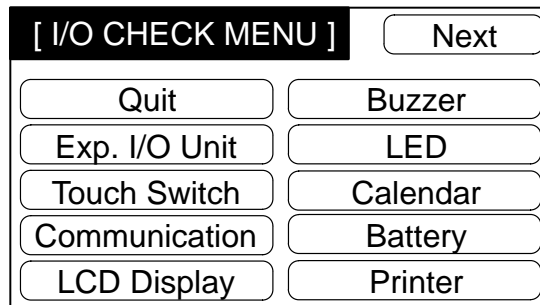 [ I/O CHECK MENU ] Next
Quit Buzzer
Exp. I/O Unit LED
Touch Switch Calendar
Communication Battery
LCD Display Printer